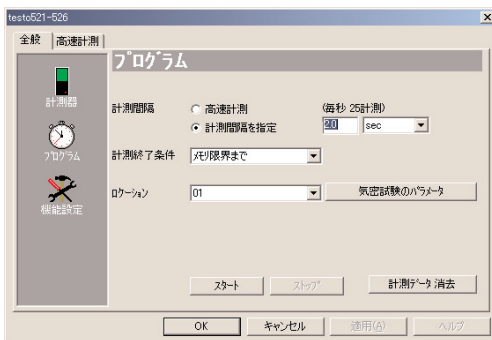 testo521-526
全般 高速計測
プログラム
計測器
プログラム
機能設定
計測間隔 高速計測 (毎秒 25計測)
計測間隔を指定 20 sec
計測終了条件 メモリ限界まで
ロケーション 01 気密試験のパラメータ
スタート ストップ 計測データ 消去
OK キャンセル 適用(A) ヘルプ